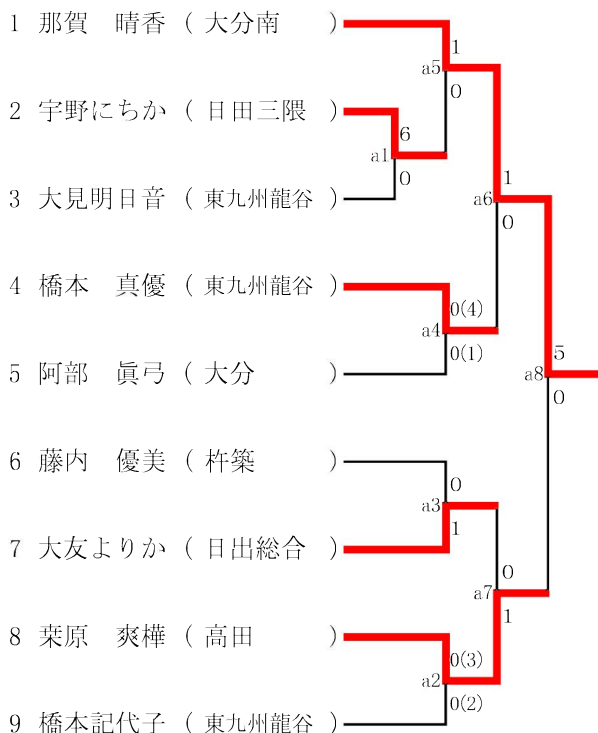 1 那賀　晴香 （ 大分南　　）
1
a5
0
2 宇野にちか （ 日田三隈 ）
6
a1
0
1
3 大見明日音 （ 東九州龍谷 ）
a6
0
4 橋本　真優 （ 東九州龍谷 ）
0(4)
a4
0(1)
5
5 阿部　眞弓 （ 大分　　　）
a8
0
6 藤内　優美 （ 杵築　　　）
0
a3
1
7 大友よりか （ 日出総合 ）
0
a7
1
8 栞原　爽樺 （ 高田　　　）
0(3)
a2
0(2)
9 橋本記代子 （ 東九州龍谷 ）